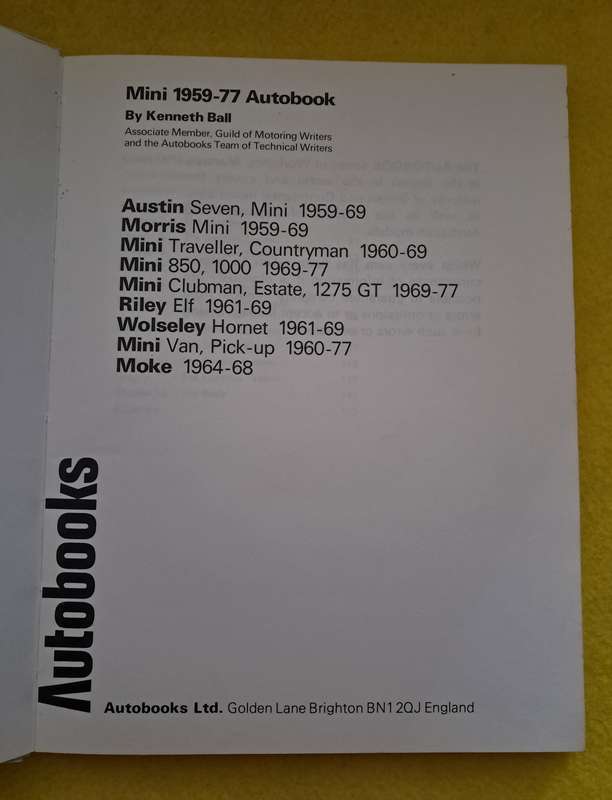 Mini 1959-77 Autobook
By Kenneth Ball
Associate Member, Guild of Motoring Writers
and the Autobooks Team of Technical Writers
Austin Seven, Mini 1959-69
Morris Mini 1959-69
Mini Traveller, Countryman 1960-69
Mini 850, 1000 1969-77
Mini Clubman, Estate, 1275 GT 1969-77
Riley Elf 1961-69
Wolseley Hornet 1961-69
Mini Van, Pick-up 1960-77
Moke 1964-68
Autobooks
Autobooks Ltd. Golden Lane Brighton BN1 2QJ England